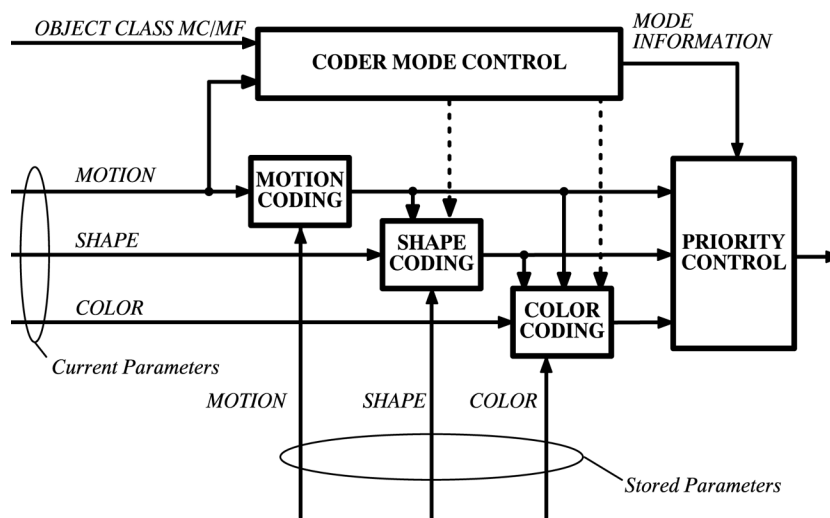 OBJECT CLASS MC/MF
MODE
INFORMATION
CODER MODE CONTROL
MOTION
MOTION
CODING
SHAPE
SHAPE
CODING
PRIORITY
CONTROL
COLOR
COLOR
CODING
Current Parameters
MOTION
SHAPE
COLOR
Stored Parameters